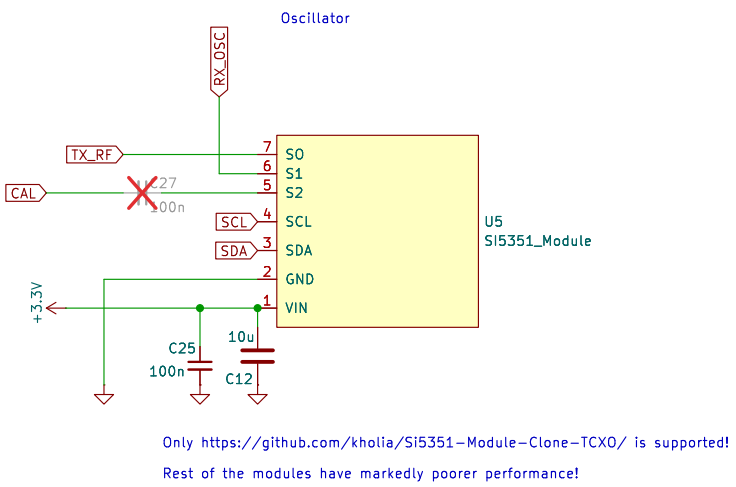 Oscillator
RX_OSC
TX_RF
7
SO
6
S1
C27
CAL
5
S2
100n
4
SCL
SCL
U5
SI5351_Module
3
SDA
SDA
2
GND
+3.3V
1
VIN
10u
C25
100n
C12
Only https://github.com/kholia/Si5351-Module-Clone-TCXO/ is supported!
Rest of the modules have markedly poorer performance!